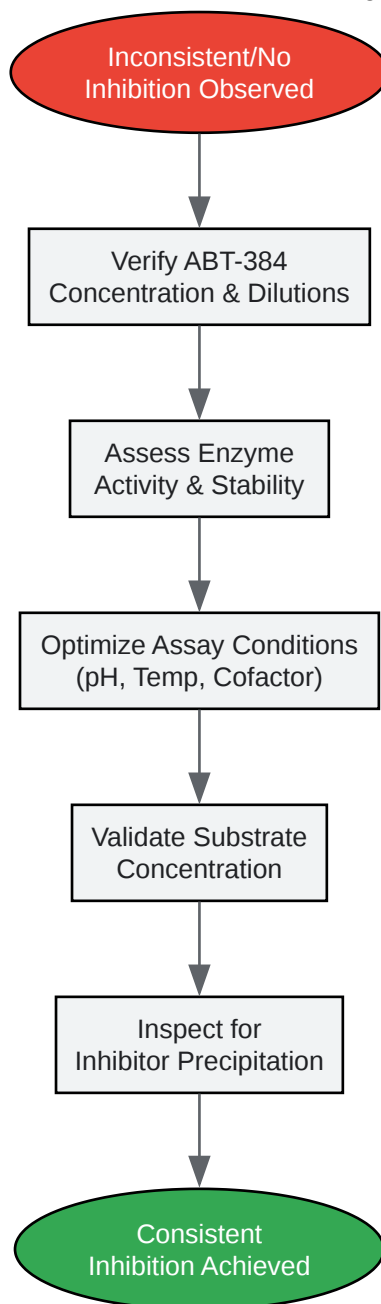 Inconsistent/No
Inhibition Observed
Verify ABT-384
Concentration & Dilutions
Assess Enzyme
Activity & Stability
Optimize Assay Conditions
(pH, Temp, Cofactor)
Validate Substrate
Concentration
Inspect for
Inhibitor Precipitation
Consistent
Inhibition Achieved